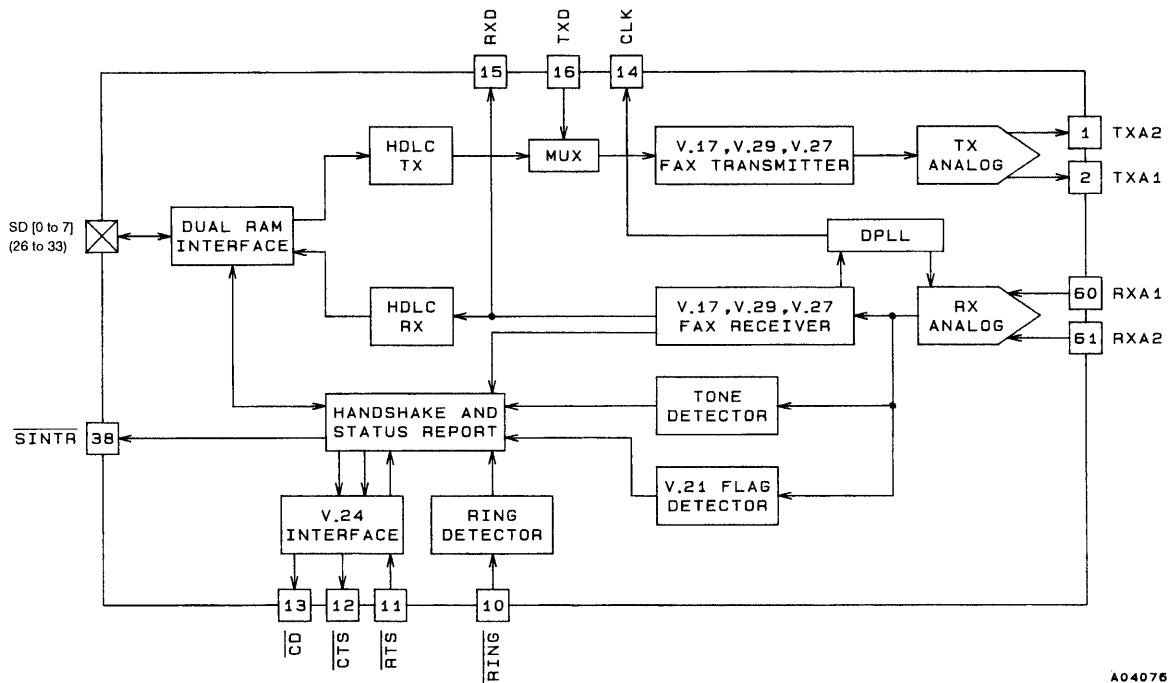 RXD
TXD
CLK
15
16
14
HDLC
TX
MUX
V.17,V.29,V.27
FAX TRANSMITTER
TX
ANALOG
1
TXA2
2
TXA1
SD [0 to 7]
(26 to 33)
DUAL RAM
INTERFACE
DPLL
HDLC
RX
V.17,V.29,V.27
FAX RECEIVER
RX
ANALOG
60
RXA1
61
RXA2
TONE
DETECTOR
SINTR
38
HANDSHAKE AND
STATUS REPORT
V.21 FLAG
DETECTOR
V.24
INTERFACE
RING
DETECTOR
13
12
11
10
CD
CTS
RTS
RING
A04076